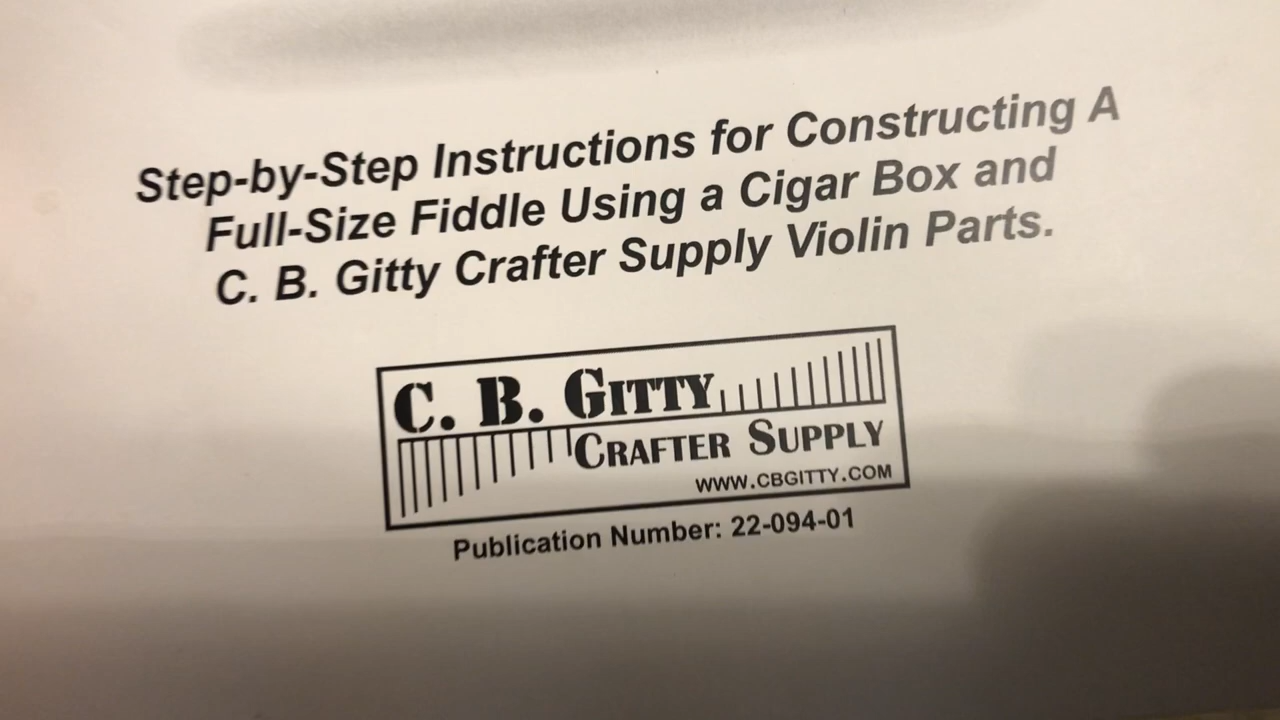 Step-by-Step Instructions for Constructing A
Full-Size Fiddle Using a Cigar Box and
C. B. Gitty Crafter Supply Violin Parts.
C. B. GITTY
CRAFTER SUPPLY
WWW.CBGITTY.COM
Publication Number: 22-094-01